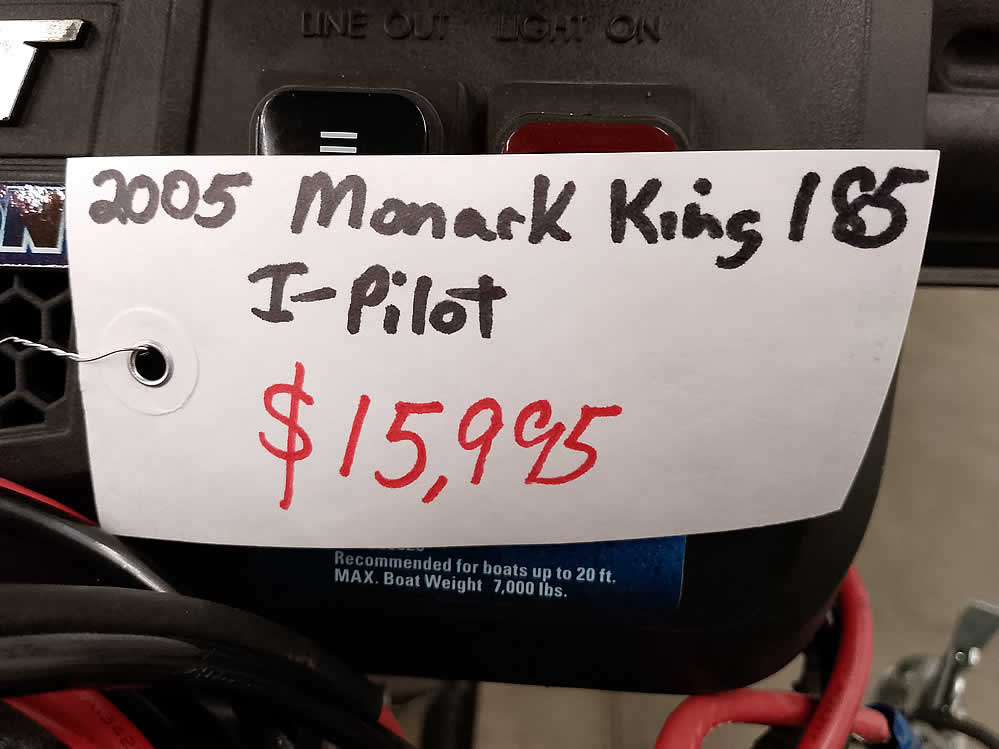 LINE OUT LIGHT ON
T
N
2005 Monark King 185
I-Pilot
$15,995
Recommended for boats up to 20 ft.
MAX. Boat Weight 7,000 lbs.